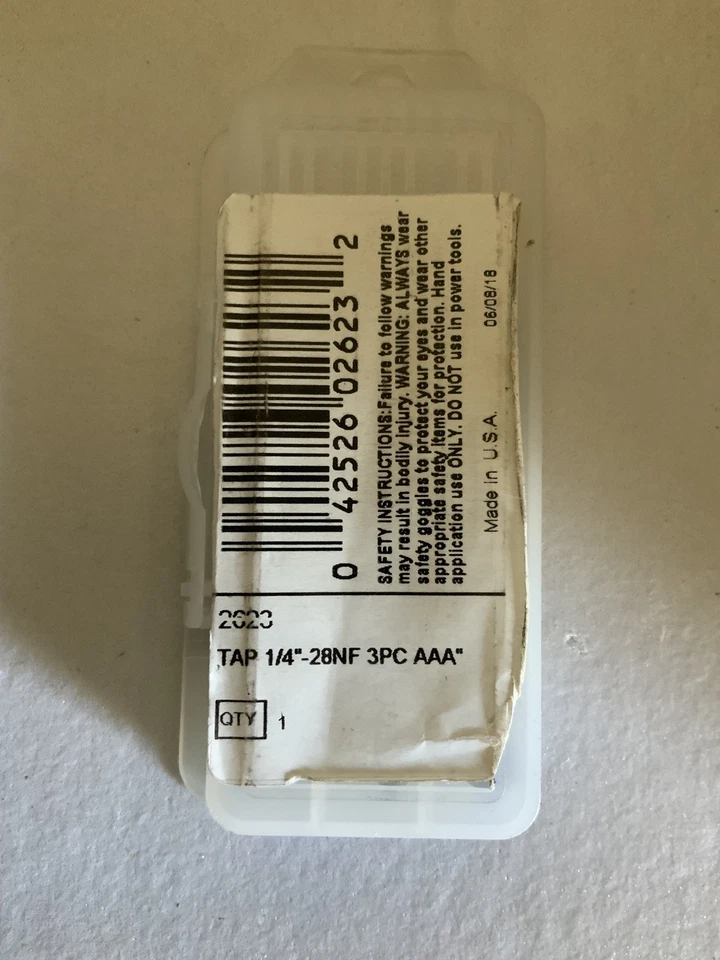 0 42526 02623 2
SAFETY INSTRUCTIONS:Failure to follow warnings
may result in bodily injury. WARNING: ALWAYS wear
safety goggles to protect your eyes and wear other
appropriate safety items for protection. Hand
application use ONLY. DO NOT use in power tools.
Made in U.S.A. 06/08/18
2623
TAP 1/4"-28NF 3PC AAA"
QTY 1